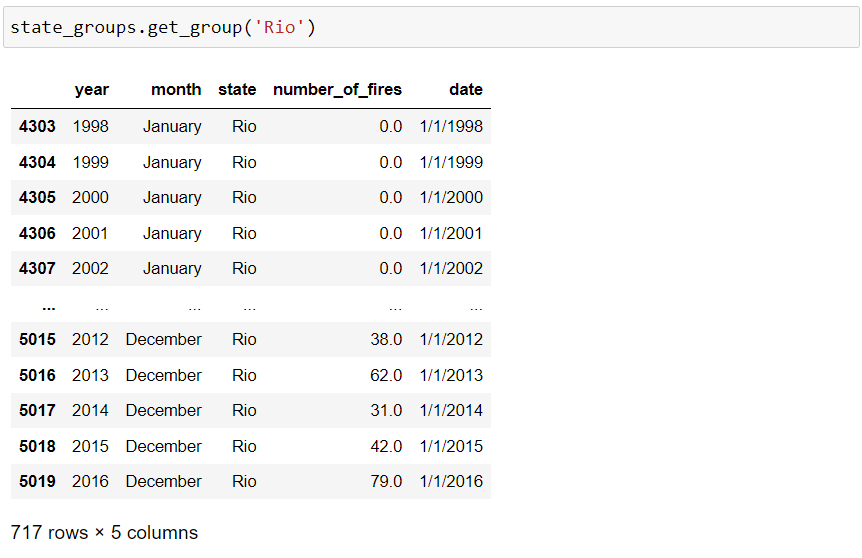 state_groups.get_group('Rio')
year month state number_of_fires date
4303 1998 January Rio 0.0 1/1/1998
4304 1999 January Rio 0.0 1/1/1999
4305 2000 January Rio 0.0 1/1/2000
4306 2001 January Rio 0.0 1/1/2001
4307 2002 January Rio 0.0 1/1/2002
... ... ... ... ... ...
5015 2012 December Rio 38.0 1/1/2012
5016 2013 December Rio 62.0 1/1/2013
5017 2014 December Rio 31.0 1/1/2014
5018 2015 December Rio 42.0 1/1/2015
5019 2016 December Rio 79.0 1/1/2016
717 rows × 5 columns